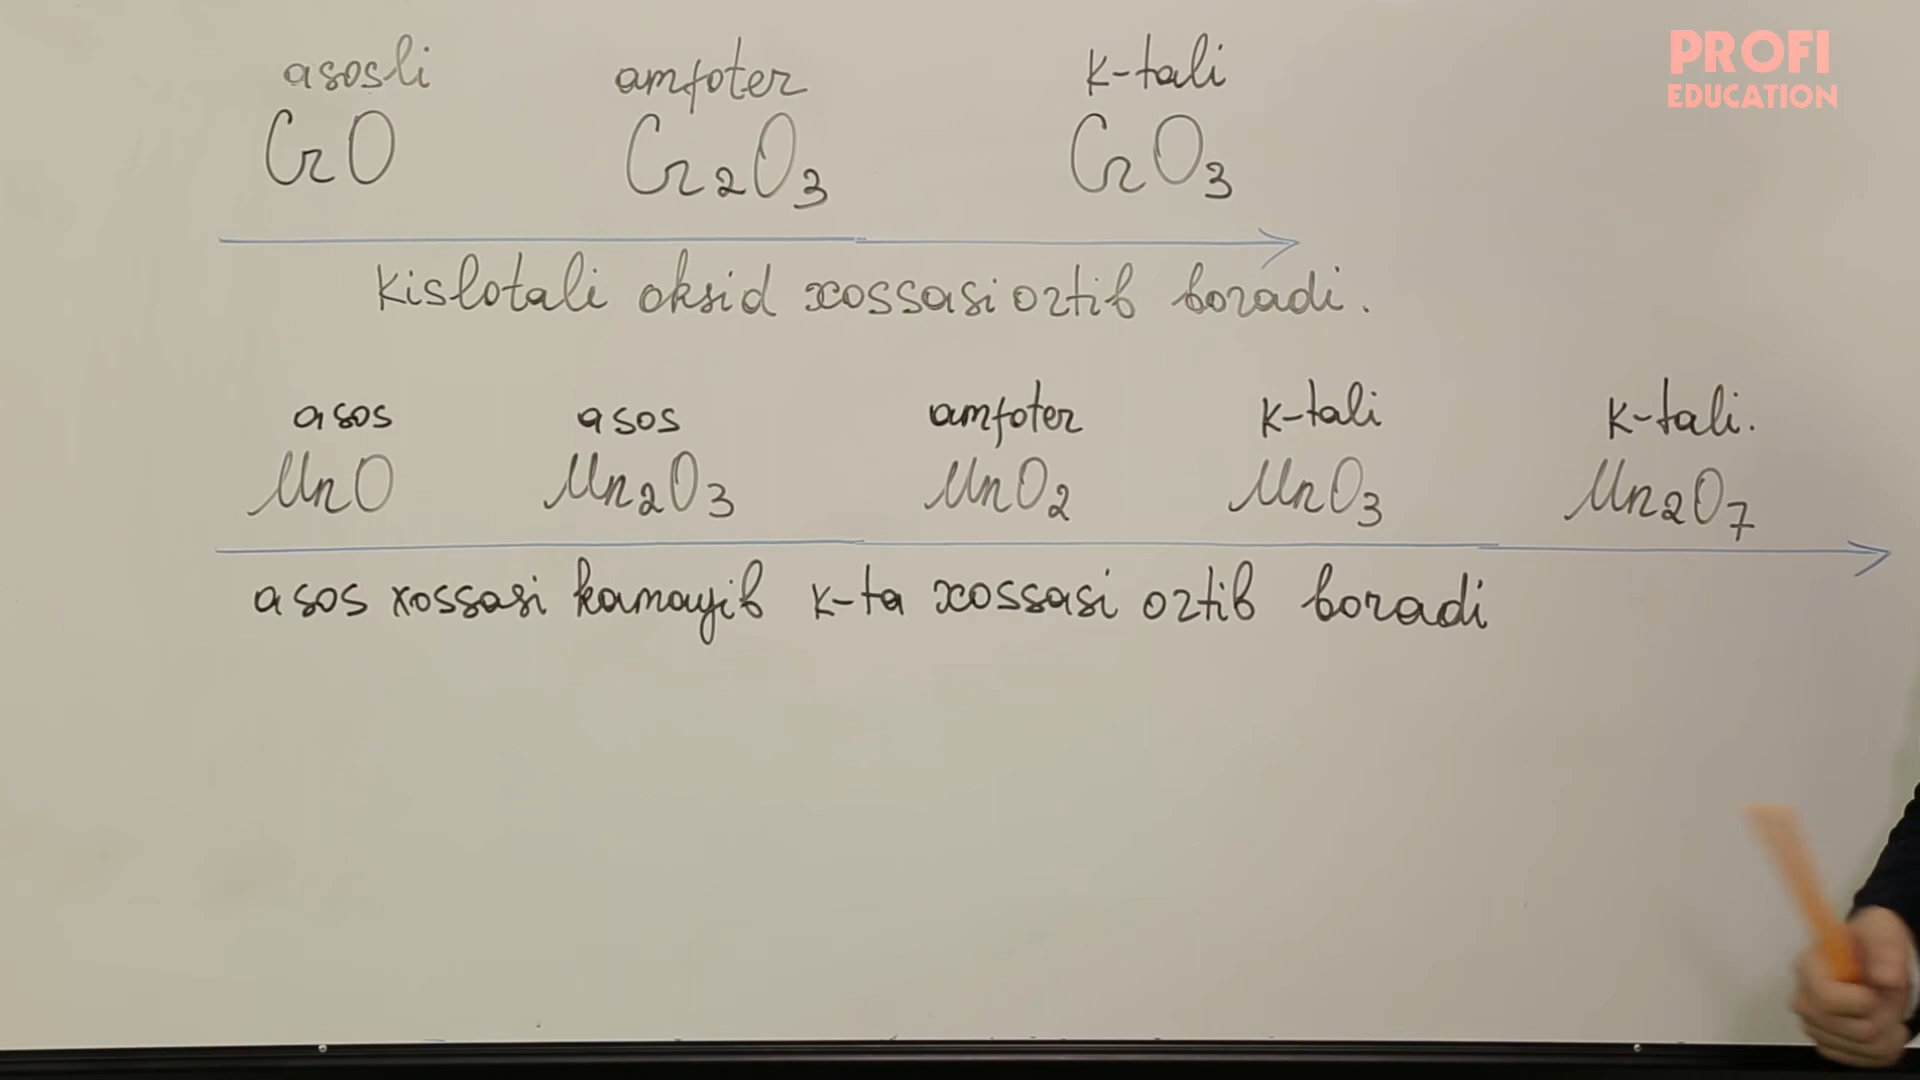 PROFI
EDUCATION
asosli amfoter k-tali
CrO Cr₂O₃ CrO₃
kislotali oksid xossasi ortib boradi.
asos asos amfoter k-tali k-tali.
MnO Mn₂O₃ MnO₂ MnO₃ Mn₂O₇
asos xossasi kamayib k-ta xossasi ortib boradi